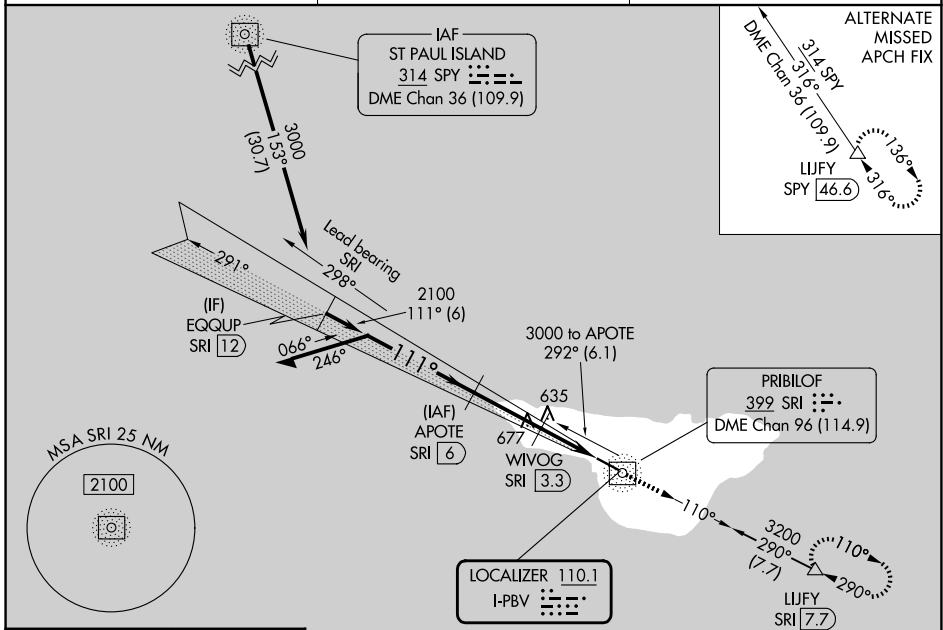 IAF
ST PAUL ISLAND
314 SPY
DME Chan 36 (109.9)
ALTERNATE
MISSED
APCH FIX
314 SPY
316°
DME Chan 36 (109.9)
136°
316°
LIJFY
SPY 46.6
3000
153°
(30.7)
Lead bearing
SRI
298°
291°
(IF)
EQQUP
SRI 12
2100
111° (6)
066°
246°
111°
3000 to APOTE
292° (6.1)
(IAF)
APOTE
SRI 6
635
677
WIVOG
SRI 3.3
PRIBILOF
399 SRI
DME Chan 96 (114.9)
MSA SRI 25 NM
2100
110°
3200
290°
(7.7)
110°
290°
LIJFY
SRI 7.7
LOCALIZER 110.1
I-PBV